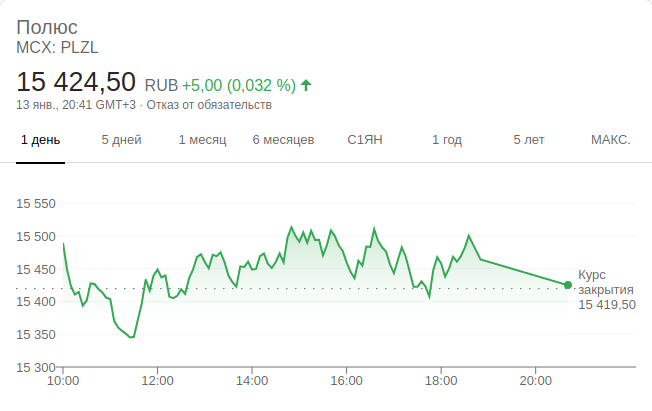 Полюс
MCX: PLZL
15 424,50 RUB +5,00 (0,032 %)
13 янв., 20:41 GMT+3 · Отказ от обязательств
1 день 5 дней 1 месяц 6 месяцев С1ЯН 1 год 5 лет МАКС.
15 550
15 500
15 450
15 400
15 350
15 300
Курс
закрытия
15 419,50
10:00 12:00 14:00 16:00 18:00 20:00